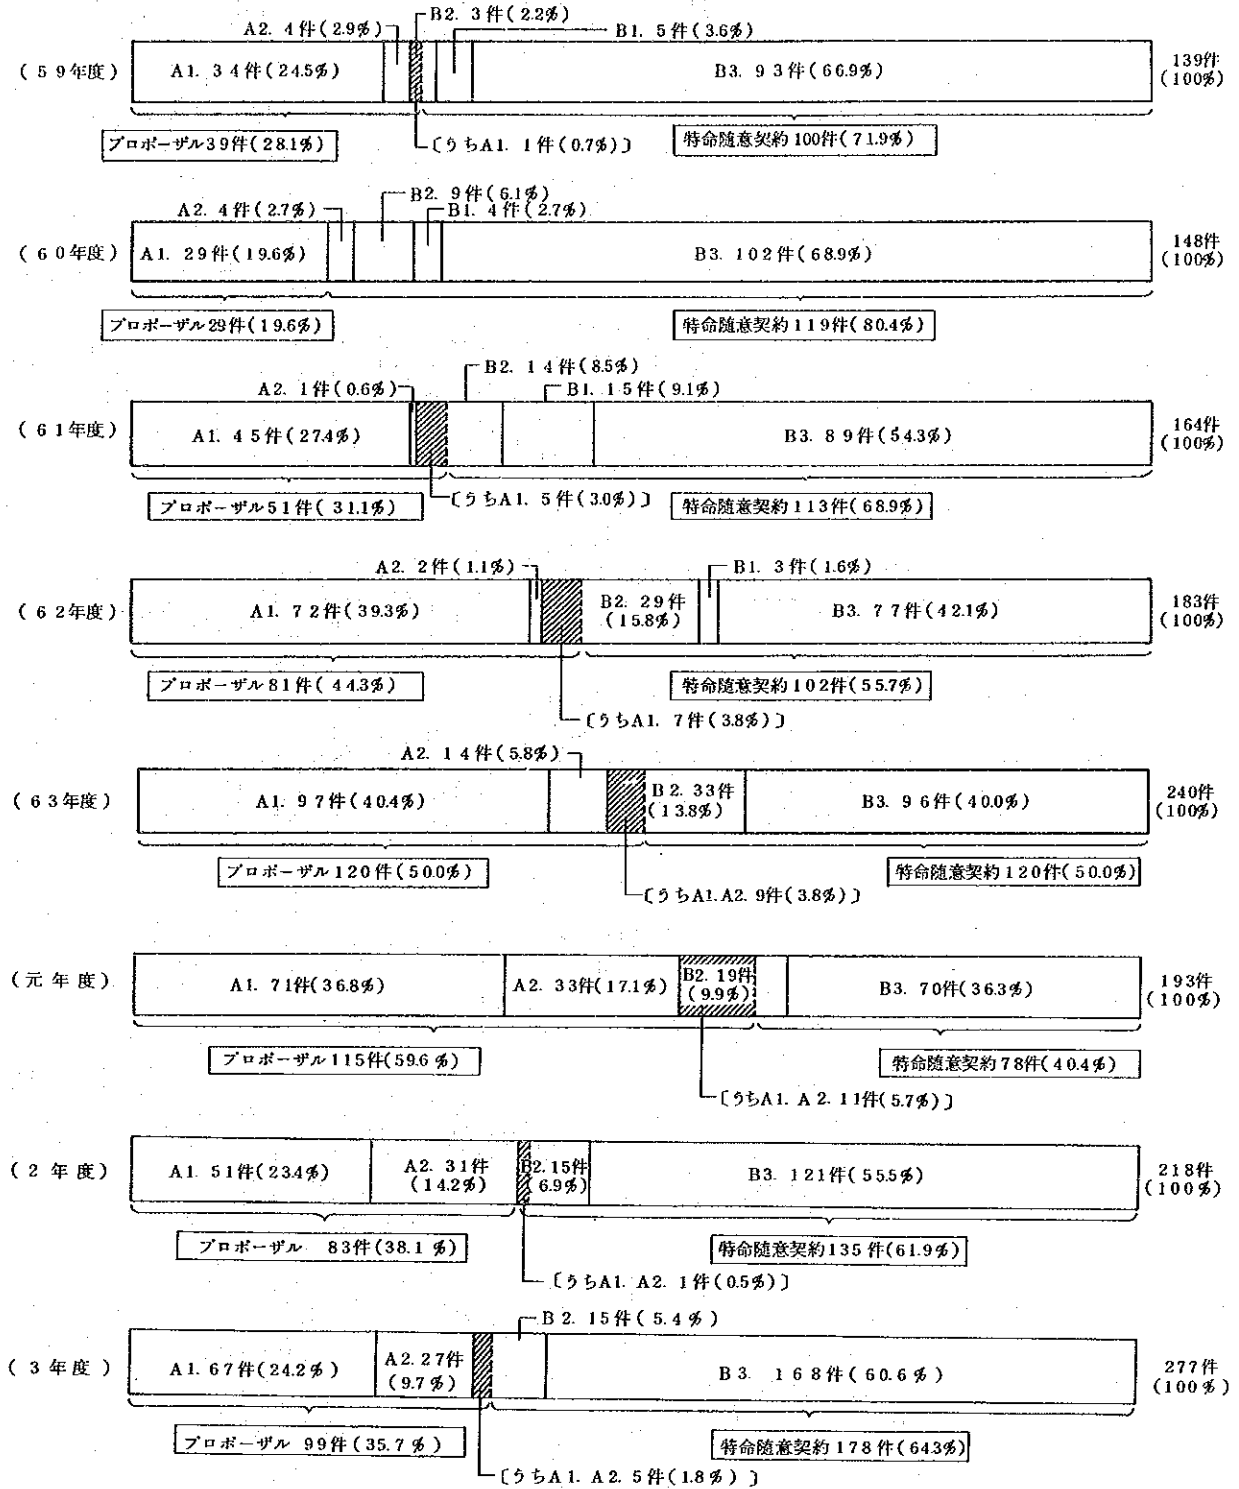 B2. 3件(2.2%)
A2. 4件(2.9%)
B1. 5件(3.6%)
(59年度)
A1. 34件(24.5%)
B3. 93件(66.9%)
139件
(100%)
プロポーザル39件(28.1%)
〔うちA1. 1件(0.7%)〕
特命随意契約100件(71.9%)
B2. 9件(6.1%)
A2. 4件(2.7%)
B1. 4件(2.7%)
(60年度)
A1. 29件(19.6%)
B3. 102件(68.9%)
148件
(100%)
プロポーザル29件(19.6%)
特命随意契約119件(80.4%)
B2. 14件(8.5%)
A2. 1件(0.6%)
B1. 15件(9.1%)
(61年度)
A1. 45件(27.4%)
B3. 89件(54.3%)
164件
(100%)
プロポーザル51件(31.1%)
〔うちA1. 5件(3.0%)〕
特命随意契約113件(68.9%)
A2. 2件(1.1%)
B1. 3件(1.6%)
(62年度)
A1. 72件(39.3%)
B2. 29件
(15.8%)
B3. 77件(42.1%)
183件
(100%)
プロポーザル81件(44.3%)
特命随意契約102件(55.7%)
〔うちA1. 7件(3.8%)〕
A2. 14件(5.8%)
(63年度)
A1. 97件(40.4%)
B2. 33件
(13.8%)
B3. 96件(40.0%)
240件
(100%)
プロポーザル120件(50.0%)
特命随意契約120件(50.0%)
〔うちA1.A2. 9件(3.8%)〕
(元年度)
A1. 71件(36.8%)
A2. 33件(17.1%)
B2. 19件
(9.9%)
B3. 70件(36.3%)
193件
(100%)
プロポーザル115件(59.6%)
特命随意契約78件(40.4%)
〔うちA1. A2. 11件(5.7%)〕
(2年度)
A1. 51件(23.4%)
A2. 31件
(14.2%)
B2. 15件
(6.9%)
B3. 121件(55.5%)
218件
(100%)
プロポーザル 83件(38.1%)
特命随意契約135件(61.9%)
〔うちA1. A2. 1件(0.5%)〕
B2. 15件(5.4%)
(3年度)
A1. 67件(24.2%)
A2. 27件
(9.7%)
B3. 168件(60.6%)
277件
(100%)
プロポーザル 99件(35.7%)
特命随意契約178件(64.3%)
〔うちA1. A2. 5件(1.8%)〕